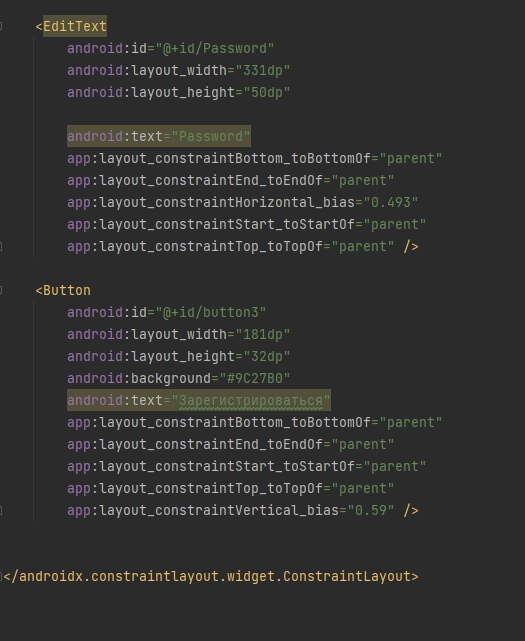 <EditText
android:id="@+id/Password"
android:layout_width="331dp"
android:layout_height="50dp"
android:text="Password"
app:layout_constraintBottom_toBottomOf="parent"
app:layout_constraintEnd_toEndOf="parent"
app:layout_constraintHorizontal_bias="0.493"
app:layout_constraintStart_toStartOf="parent"
app:layout_constraintTop_toTopOf="parent" />
<Button
android:id="@+id/button3"
android:layout_width="181dp"
android:layout_height="32dp"
android:background="#9C27B0"
android:text="Зарегистрироваться"
app:layout_constraintBottom_toBottomOf="parent"
app:layout_constraintEnd_toEndOf="parent"
app:layout_constraintStart_toStartOf="parent"
app:layout_constraintTop_toTopOf="parent"
app:layout_constraintVertical_bias="0.59" />
</androidx.constraintlayout.widget.ConstraintLayout>